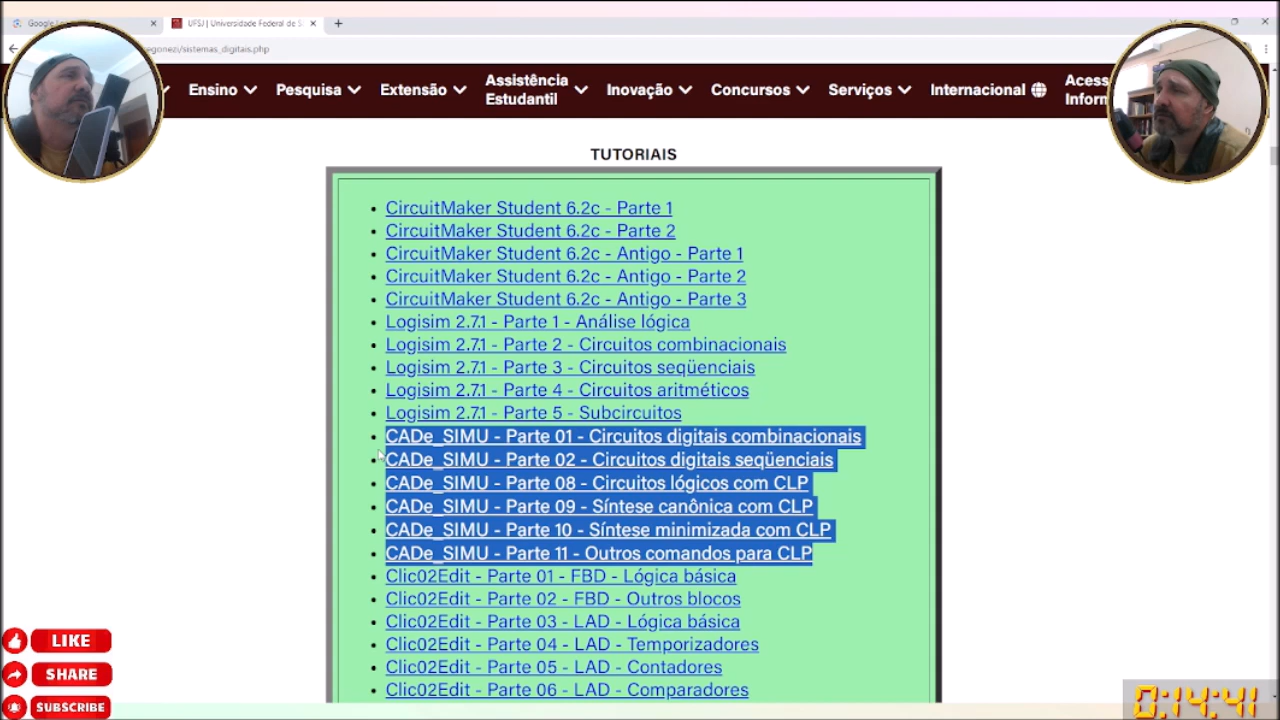 Google L
UFSJ | Universidade Federal de S
egonezi/sistemas_digitais.php
Ensino
Pesquisa
Extensão
Assistência
Estudantil
Inovação
Concursos
Serviços
Internacional
Acess
Inform
TUTORIAIS
CircuitMaker Student 6.2c - Parte 1
CircuitMaker Student 6.2c - Parte 2
CircuitMaker Student 6.2c - Antigo - Parte 1
CircuitMaker Student 6.2c - Antigo - Parte 2
CircuitMaker Student 6.2c - Antigo - Parte 3
Logisim 2.7.1 - Parte 1 - Análise lógica
Logisim 2.7.1 - Parte 2 - Circuitos combinacionais
Logisim 2.7.1 - Parte 3 - Circuitos seqüenciais
Logisim 2.7.1 - Parte 4 - Circuitos aritméticos
Logisim 2.7.1 - Parte 5 - Subcircuitos
CADe_SIMU - Parte 01 - Circuitos digitais combinacionais
CADe_SIMU - Parte 02 - Circuitos digitais seqüenciais
CADe_SIMU - Parte 08 - Circuitos lógicos com CLP
CADe_SIMU - Parte 09 - Síntese canônica com CLP
CADe_SIMU - Parte 10 - Síntese minimizada com CLP
CADe_SIMU - Parte 11 - Outros comandos para CLP
Clic02Edit - Parte 01 - FBD - Lógica básica
Clic02Edit - Parte 02 - FBD - Outros blocos
Clic02Edit - Parte 03 - LAD - Lógica básica
Clic02Edit - Parte 04 - LAD - Temporizadores
Clic02Edit - Parte 05 - LAD - Contadores
Clic02Edit - Parte 06 - LAD - Comparadores
LIKE
SHARE
SUBSCRIBE
0:14:41